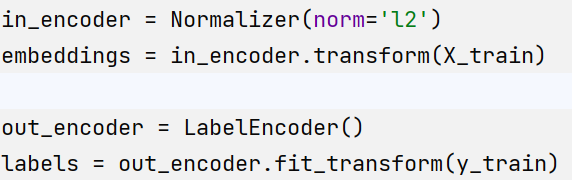 in_encoder = Normalizer(norm='l2')
embeddings = in_encoder.transform(X_train)
out_encoder = LabelEncoder()
labels = out_encoder.fit_transform(y_train)